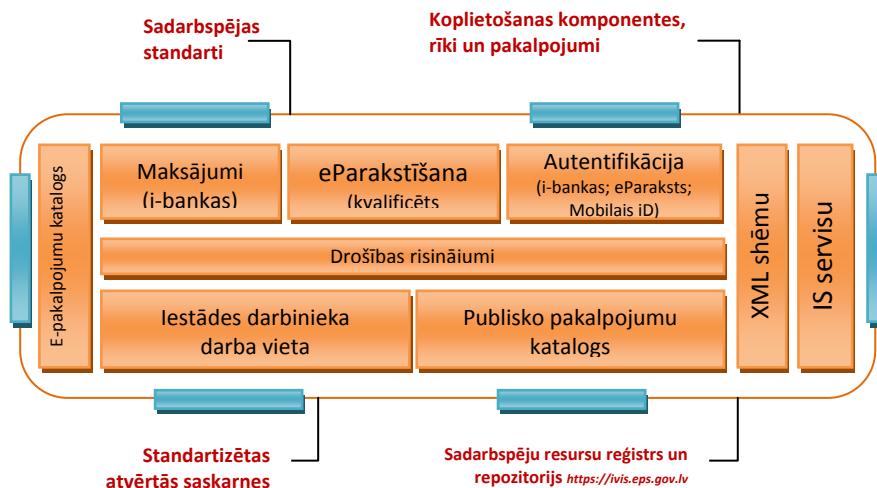 Sadarbspējas
standarti
Koplietošanas komponentes,
rīki un pakalpojumi
E-pakalpojumu katalogs
Maksājumi
(i-bankas)
eParakstīšana
(kvalificēts
Autentifikācija
(i-bankas; eParaksts;
Mobilais iD)
XML shēmu
IS servisu
Drošības risinājumi
Iestādes darbinieka
darba vieta
Publisko pakalpojumu
katalogs
Standartizētas
atvērtās saskarnes
Sadarbspēju resursu reģistrs un
repozitorijs https://ivis.eps.gov.lv